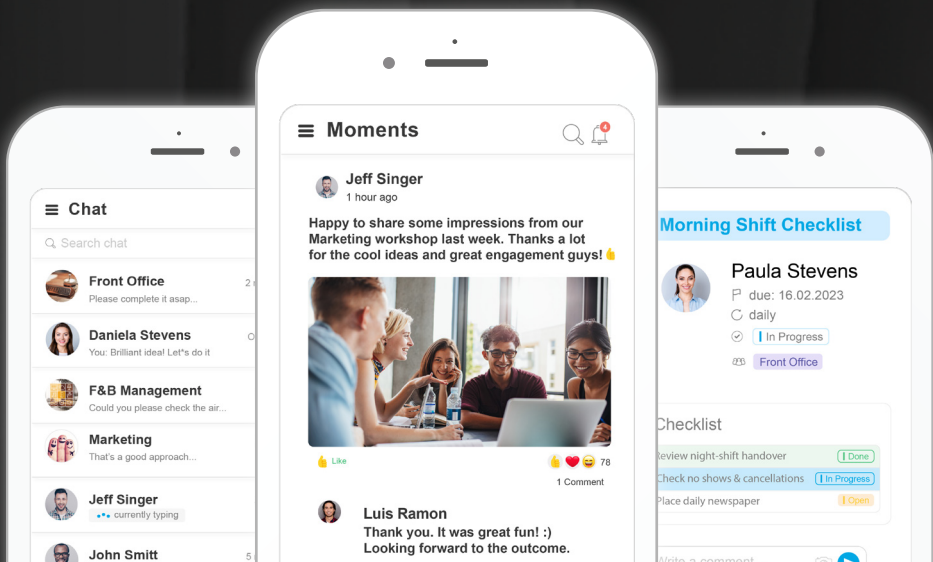 Chat
Search chat
Front Office
Please complete it asap...
Daniela Stevens
You: Brilliant idea! Let*s do it
F&B Management
Could you please check the air...
Marketing
That's a good approach...
Jeff Singer
currently typing
John Smitt
5
Moments
4
Jeff Singer
1 hour ago
Happy to share some impressions from our
Marketing workshop last week. Thanks a lot
for the cool ideas and great engagement guys!
Like
78
1 Comment
Luis Ramon
Thank you. It was great fun! :)
Looking forward to the outcome.
Morning Shift Checklist
Paula Stevens
due: 16.02.2023
daily
In Progress
Front Office
Checklist
Review night-shift handover
Done
Check no shows & cancellations
In Progress
Place daily newspaper
Open
Write a comment